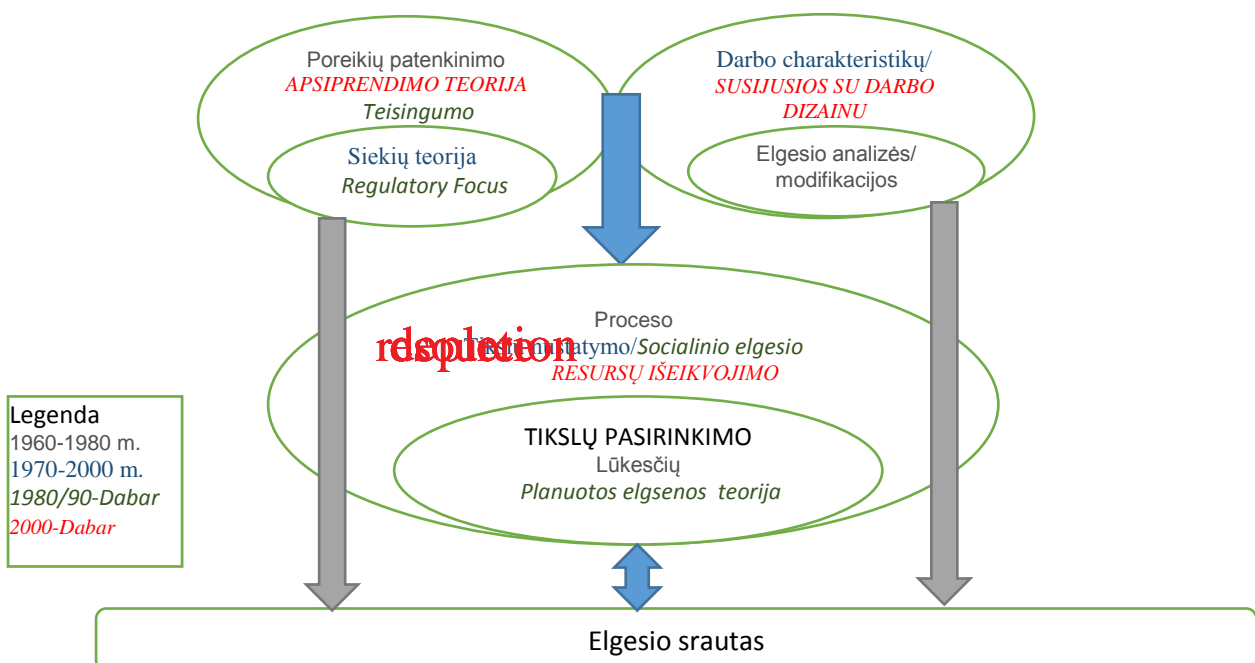 Poreikių patenkinimo
APSIPRENDIMO TEORIJA
Teisingumo
Siekių teorija
Regulatory Focus
Darbo charakteristikų/
SUSIJUSIOS SU DARBO
DIZAINU
Elgesio analizės/
modifikacijos
Proceso
nustatymo/Socialinio elgesio
RESURSŲ IŠEIKVOJIMO
TIKSLŲ PASIRINKIMO
Lūkesčių
Planuotos elgsenos teorija
Legenda
1960-1980 m.
1970-2000 m.
1980/90-Dabar
2000-Dabar
Elgesio srautas